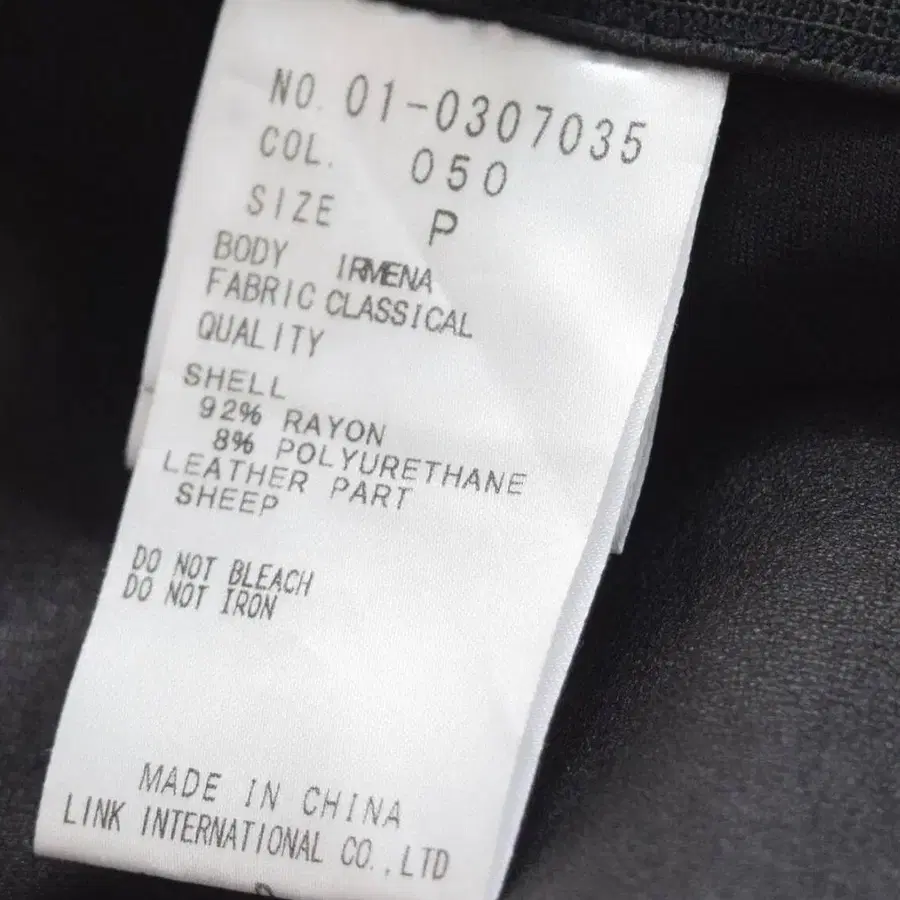 NO. 01-0307035
COL. 050
SIZE P
BODY IRMENA
FABRIC CLASSICAL
QUALITY
SHELL
92% RAYON
8% POLYURETHANE
LEATHER PART
SHEEP
DO NOT BLEACH
DO NOT IRON
MADE IN CHINA
LINK INTERNATIONAL CO.,LTD